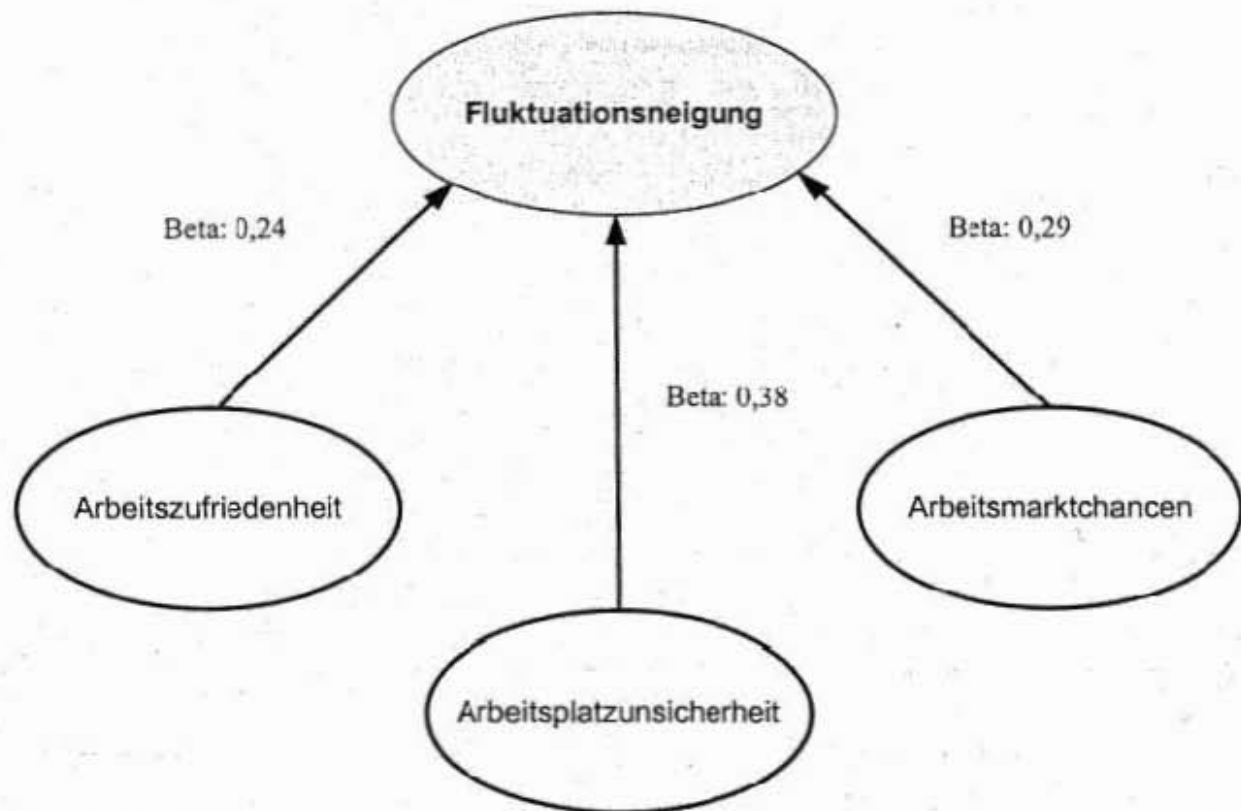 Fluktuationsneigung
Beta: 0,24
Beta: 0,29
Beta: 0,38
Arbeitszufriedenheit
Arbeitsmarktchancen
Arbeitsplatzunsicherheit